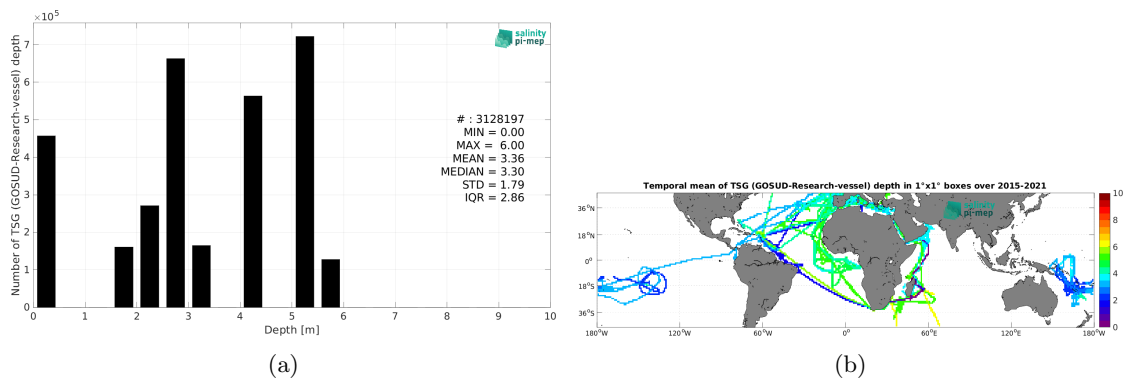 ×10⁵
salinity
pi-mep
Number of TSG (GOSUD-Research-vessel) depth
7
6
5
4
3
2
1
0
# : 3128197
MIN = 0.00
MAX = 6.00
MEAN = 3.36
MEDIAN = 3.30
STD = 1.79
IQR = 2.86
0 1 2 3 4 5 6 7 8 9 10
Depth [m]
(a)
Temporal mean of TSG (GOSUD-Research-vessel) depth in 1°x1° boxes over 2015-2021
salinity
pi-mep
36°N
18°N
0°
18°S
36°S
180°W 120°W 60°W 0° 60°E 120°E 180°W
10
8
6
4
2
0
(b)